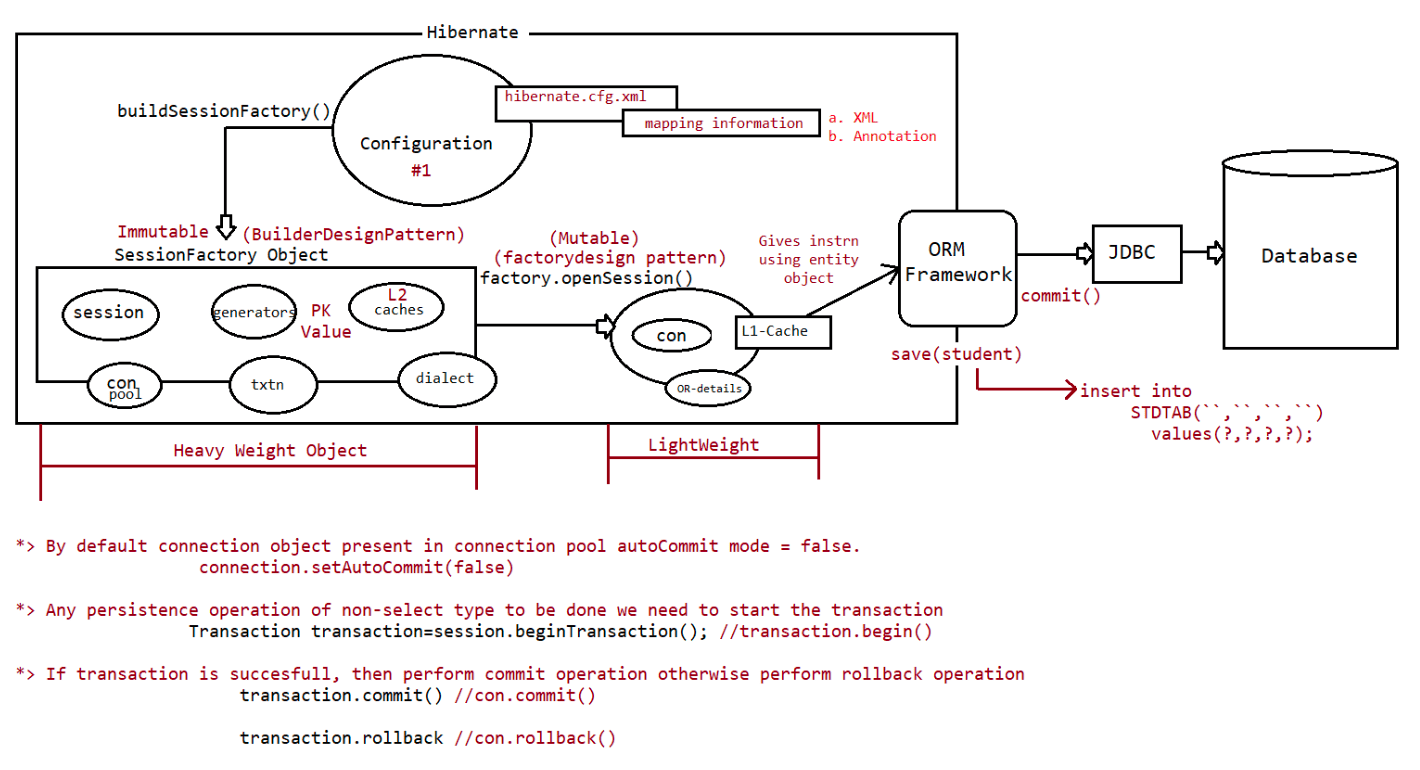 Hibernate
hibernate.cfg.xml
buildSessionFactory()
mapping information
a. XML
b. Annotation
Configuration
#1
Immutable
(BuilderDesignPattern)
SessionFactory Object
(Mutable)
(factorydesign pattern)
factory.openSession()
Gives instrn
using entity
object
ORM
Framework
JDBC
Database
commit()
session
generators
PK
Value
L2
caches
con
L1-Cache
con
pool
txtn
dialect
OR-details
save(student)
insert into
STDTAB(``,``,``,``)
values(?,?,?,?);
Heavy Weight Object
LightWeight
*> By default connection object present in connection pool autoCommit mode = false.
connection.setAutoCommit(false)
*> Any persistence operation of non-select type to be done we need to start the transaction
Transaction transaction=session.beginTransaction(); //transaction.begin()
*> If transaction is succesfull, then perform commit operation otherwise perform rollback operation
transaction.commit() //con.commit()
transaction.rollback //con.rollback()